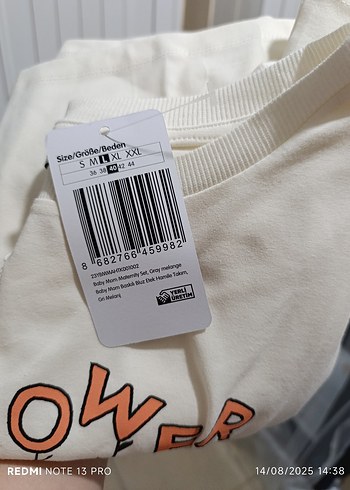 Size/Größe/Beden
S M L XL XXL
36 38 40 42 44
8 682766 459982
Baby Mom Maternity Set, Gray melange
Baby Mom Baskılı Bluz Etek Hamile Takım,
Gri Melanj
YERLİ
ÜRETİM
OWER
REDMI NOTE 13 PRO
14/08/2025 14:38